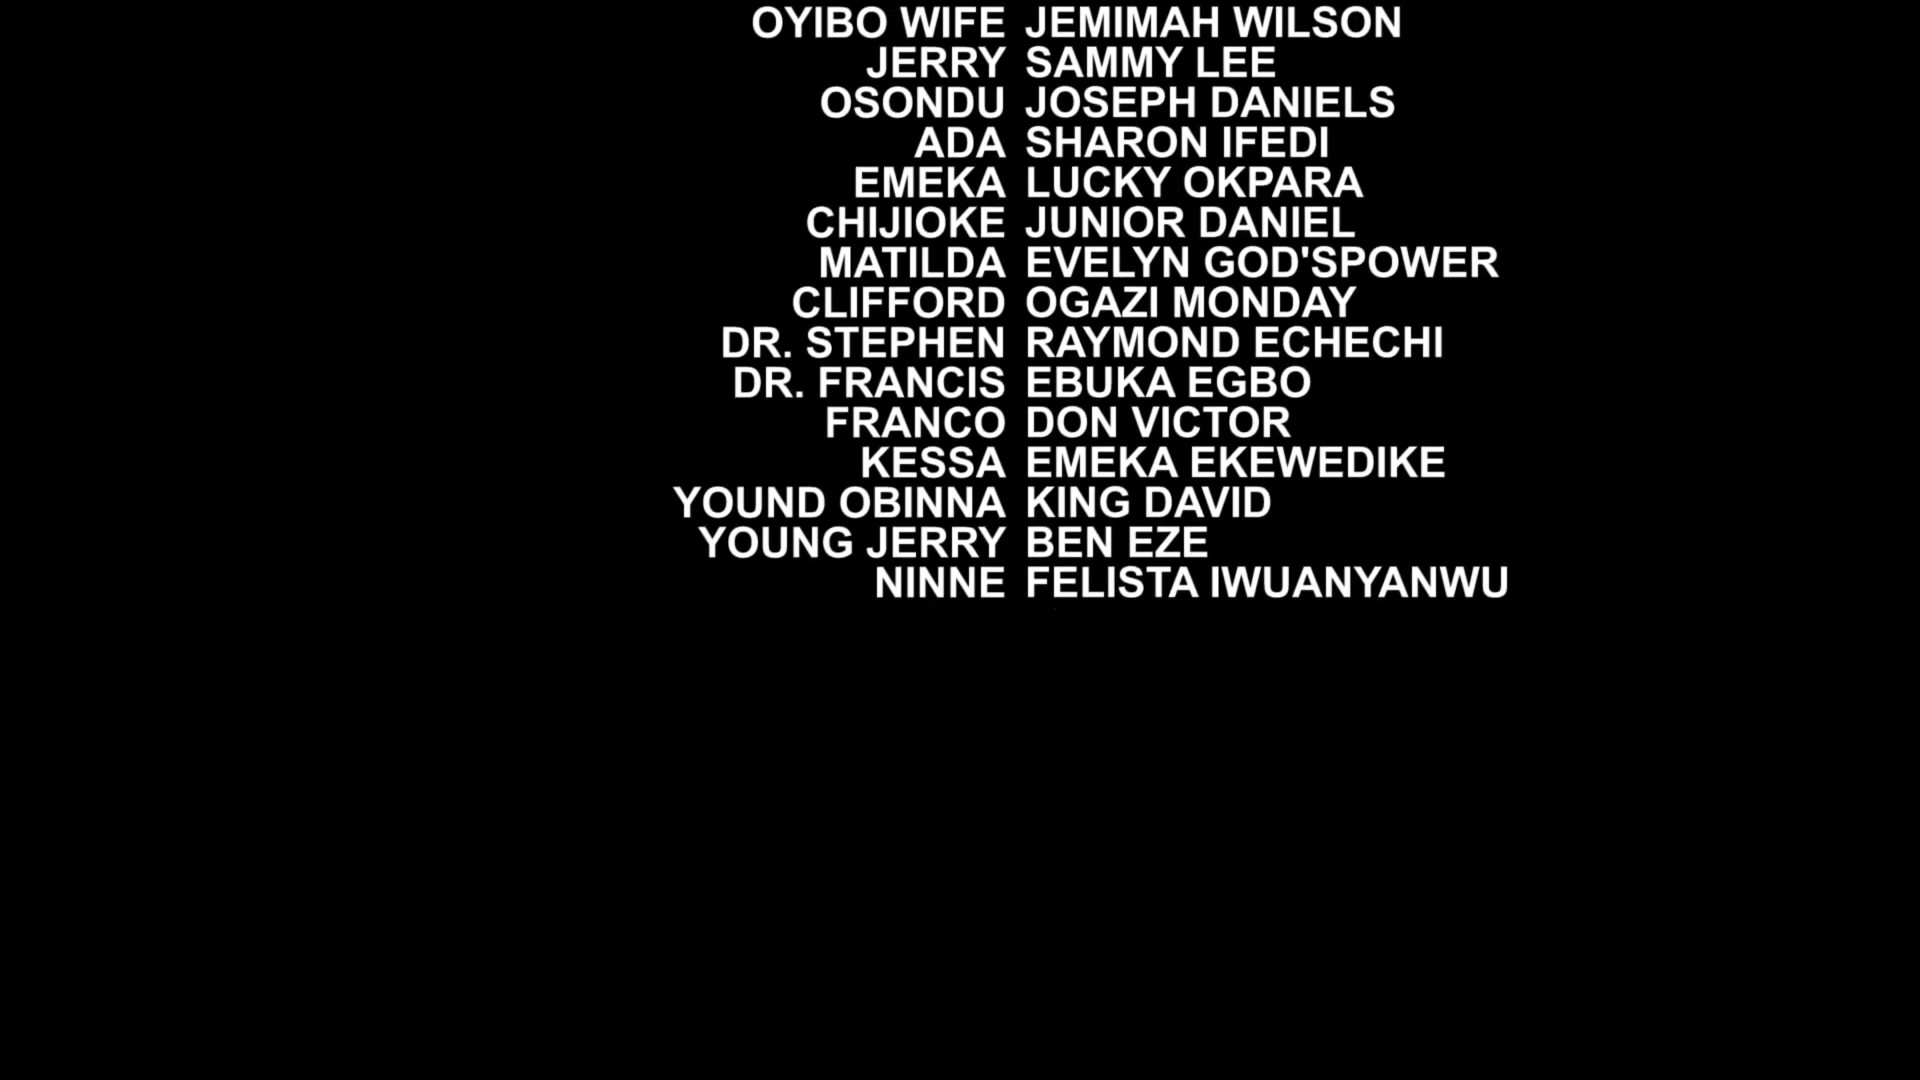 OYIBO WIFE JEMIMAH WILSON
JERRY SAMMY LEE
OSONDU JOSEPH DANIELS
ADA SHARON IFEDI
EMEKA LUCKY OKPARA
CHIJIOKE JUNIOR DANIEL
MATILDA EVELYN GOD'SPOWER
CLIFFORD OGAZI MONDAY
DR. STEPHEN RAYMOND ECHECHI
DR. FRANCIS EBUKA EGBO
FRANCO DON VICTOR
KESSA EMEKA EKEWEDIKE
YOUND OBINNA KING DAVID
YOUNG JERRY BEN EZE
NINNE FELISTA IWUANYANWU